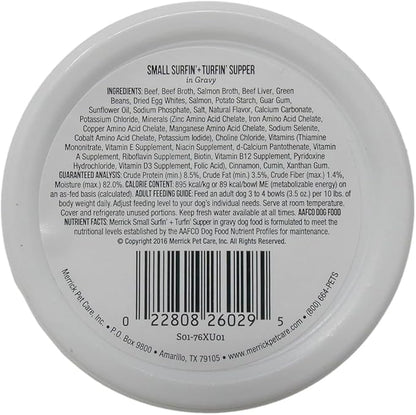 SMALL SURFIN'+TURFIN' SUPPER
in Gravy
INGREDIENTS: Beef, Beef Broth, Salmon Broth, Beef Liver, Green
Beans, Dried Egg Whites, Salmon, Potato Starch, Guar Gum,
Sunflower Oil, Sodium Phosphate, Salt, Natural Flavor, Calcium Carbonate,
Potassium Chloride, Minerals (Zinc Amino Acid Chelate, Iron Amino Acid Chelate,
Copper Amino Acid Chelate, Manganese Amino Acid Chelate, Sodium Selenite,
Cobalt Amino Acid Chelate, Potassium Iodide), Choline Chloride, Vitamins (Thiamine
Mononitrate, Vitamin E Supplement, Niacin Supplement, d-Calcium Pantothenate, Vitamin
A Supplement, Riboflavin Supplement, Biotin, Vitamin B12 Supplement, Pyridoxine
Hydrochloride, Vitamin D3 Supplement, Folic Acid), Cinnamon, Cumin, Xanthan Gum.
GUARANTEED ANALYSIS: Crude Protein (min.) 8.5%, Crude Fat (min.) 3.5%, Crude Fiber (max.) 1.4%,
Moisture (max.) 82.0%. CALORIE CONTENT: 895 kcal/kg or 89 kcal/bowl ME (metabolizable energy) on
an as-fed basis (calculated). ADULT FEEDING GUIDE: Feed an adult dog 3 to 4 bowls (3.5 oz.) per 10 lbs. of
body weight daily. Adjust feeding level to your dog's individual needs. Serve at room temperature.
Cover and refrigerate unused portions. Keep fresh water available at all times. AAFCO DOG FOOD
NUTRIENT FACTS: Merrick Small Surfin' + Turfin' Supper in gravy dog food is formulated to meet the
nutritional levels established by the AAFCO Dog Food Nutrient Profiles for maintenance.
©Copyright 2016 Merrick Pet Care, Inc. All Rights Reserved.
0 22808 26029 5
S01-76XU01
Merrick Pet Care, Inc. • P.O. Box 9800 • Amarillo, TX 79105 • www.merrickpetcare.com • (800) 664-PETS